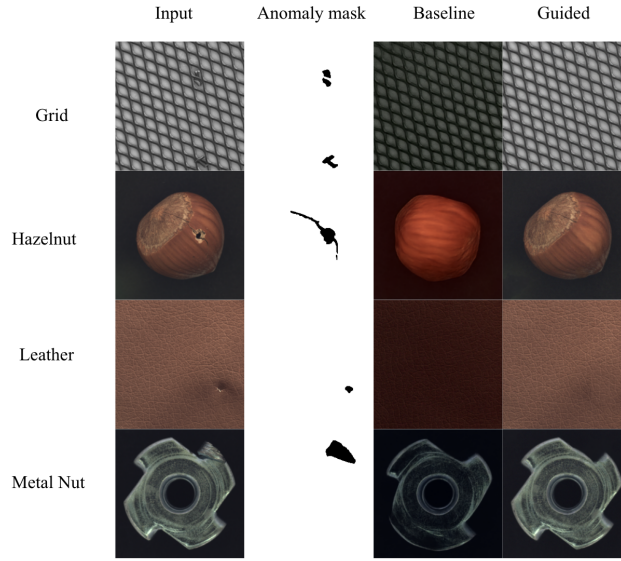 Input Anomaly mask Baseline Guided
Grid
Hazelnut
Leather
Metal Nut